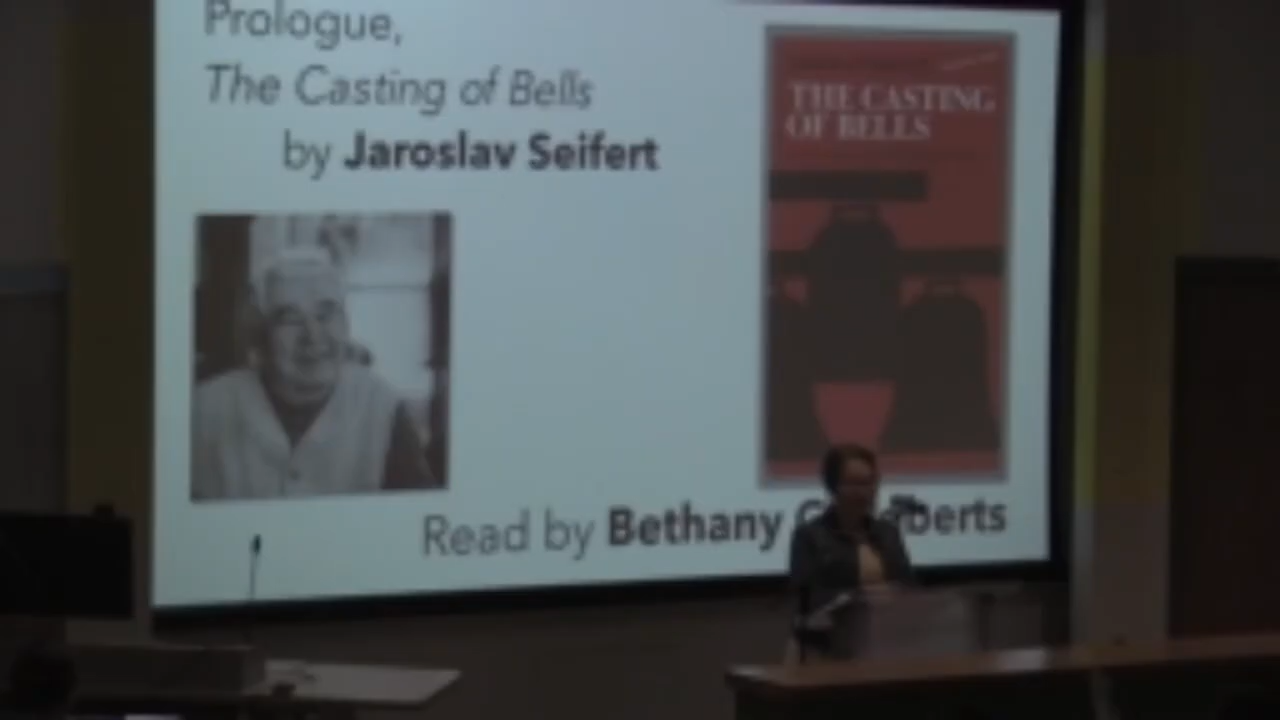 Prologue,
The Casting of Bells
by Jaroslav Seifert
THE CASTING
OF BELLS
Read by Bethany